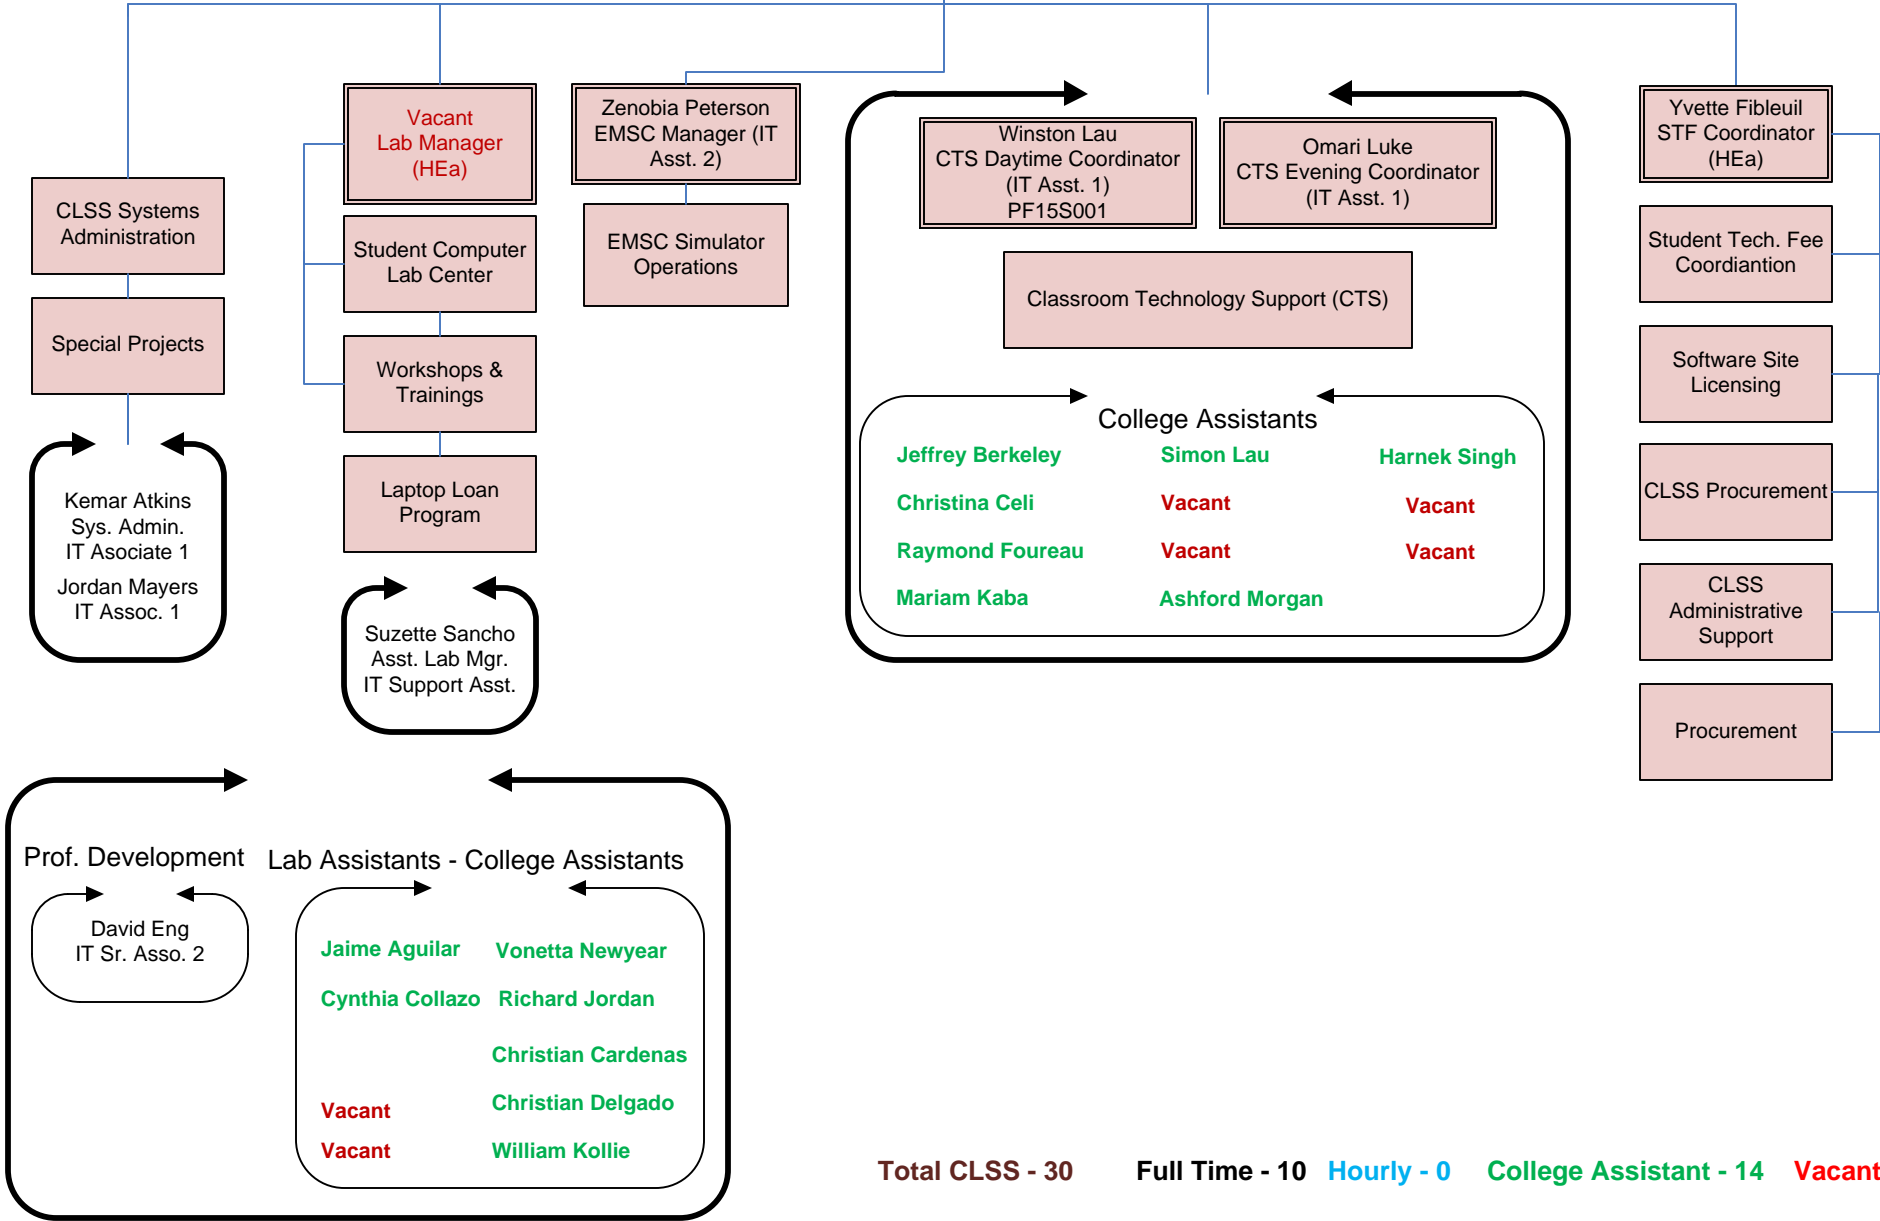 CLSS Systems
Administration
Special Projects
Kemar Atkins
Sys. Admin.
IT Asociate 1
Jordan Mayers
IT Assoc. 1
Vacant
Lab Manager
(HEa)
Student Computer
Lab Center
Workshops &
Trainings
Laptop Loan
Program
Suzette Sancho
Asst. Lab Mgr.
IT Support Asst.
Zenobia Peterson
EMSC Manager (IT
Asst. 2)
EMSC Simulator
Operations
Winston Lau
CTS Daytime Coordinator
(IT Asst. 1)
PF15S001
Omari Luke
CTS Evening Coordinator
(IT Asst. 1)
Classroom Technology Support (CTS)
College Assistants
Jeffrey Berkeley
Simon Lau
Harnek Singh
Christina Celi
Vacant
Vacant
Raymond Foureau
Vacant
Vacant
Mariam Kaba
Ashford Morgan
Yvette Fibleuil
STF Coordinator
(HEa)
Student Tech. Fee
Coordiantion
Software Site
Licensing
CLSS Procurement
CLSS
Administrative
Support
Procurement
Prof. Development
David Eng
IT Sr. Asso. 2
Lab Assistants - College Assistants
Jaime Aguilar
Vonetta Newyear
Cynthia Collazo
Richard Jordan
Christian Cardenas
Vacant
Christian Delgado
Vacant
William Kollie
Total CLSS - 30
Full Time - 10
Hourly - 0
College Assistant - 14
Vacant